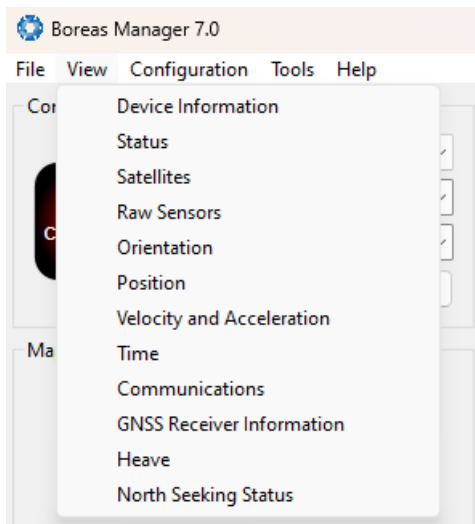 Boreas Manager 7.0
File View Configuration Tools Help
Device Information
Status
Satellites
Raw Sensors
Orientation
Position
Velocity and Acceleration
Time
Communications
GNSS Receiver Information
Heave
North Seeking Status